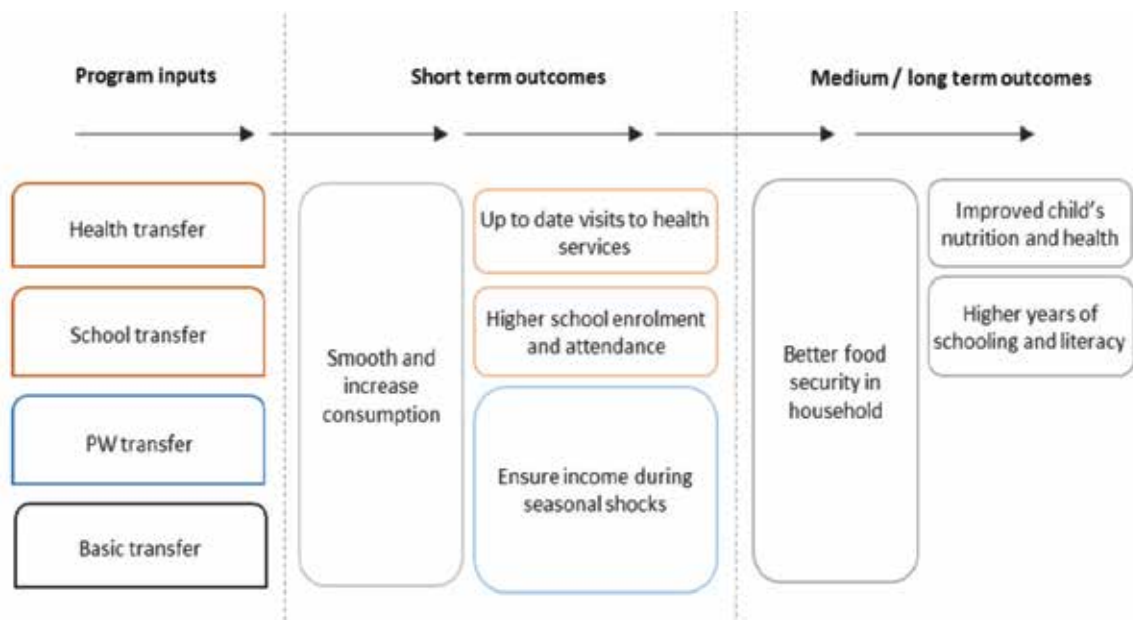 Program inputs
Short term outcomes
Medium / long term outcomes
Health transfer
School transfer
PW transfer
Basic transfer
Smooth and
increase
consumption
Up to date visits to health
services
Higher school enrolment
and attendance
Ensure income during
seasonal shocks
Better food
security in
household
Improved child's
nutrition and health
Higher years of
schooling and literacy